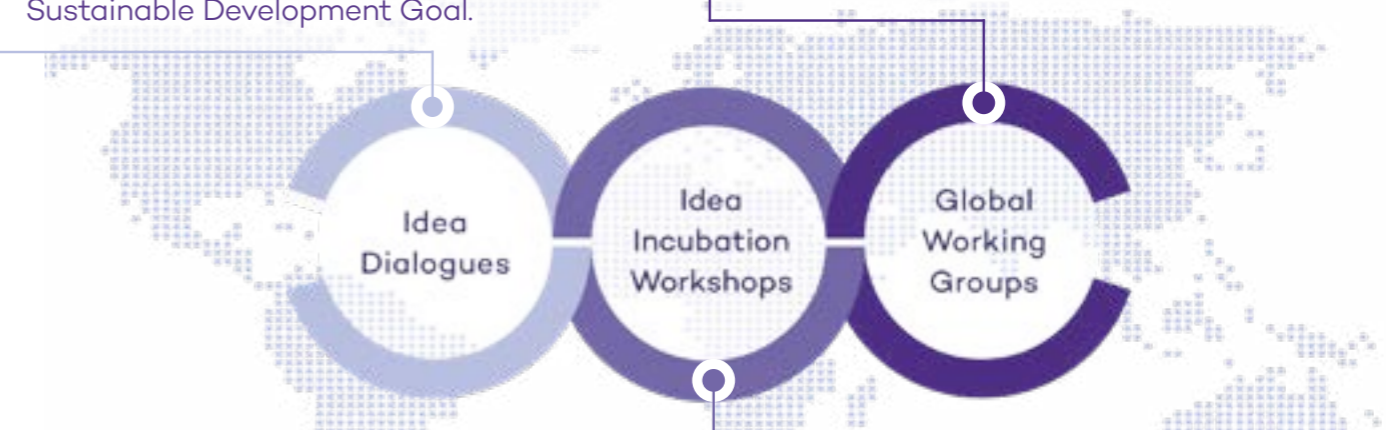 Sustainable Development Goal.
Idea
Dialogues
Idea
Incubation
Workshops
Global
Working
Groups